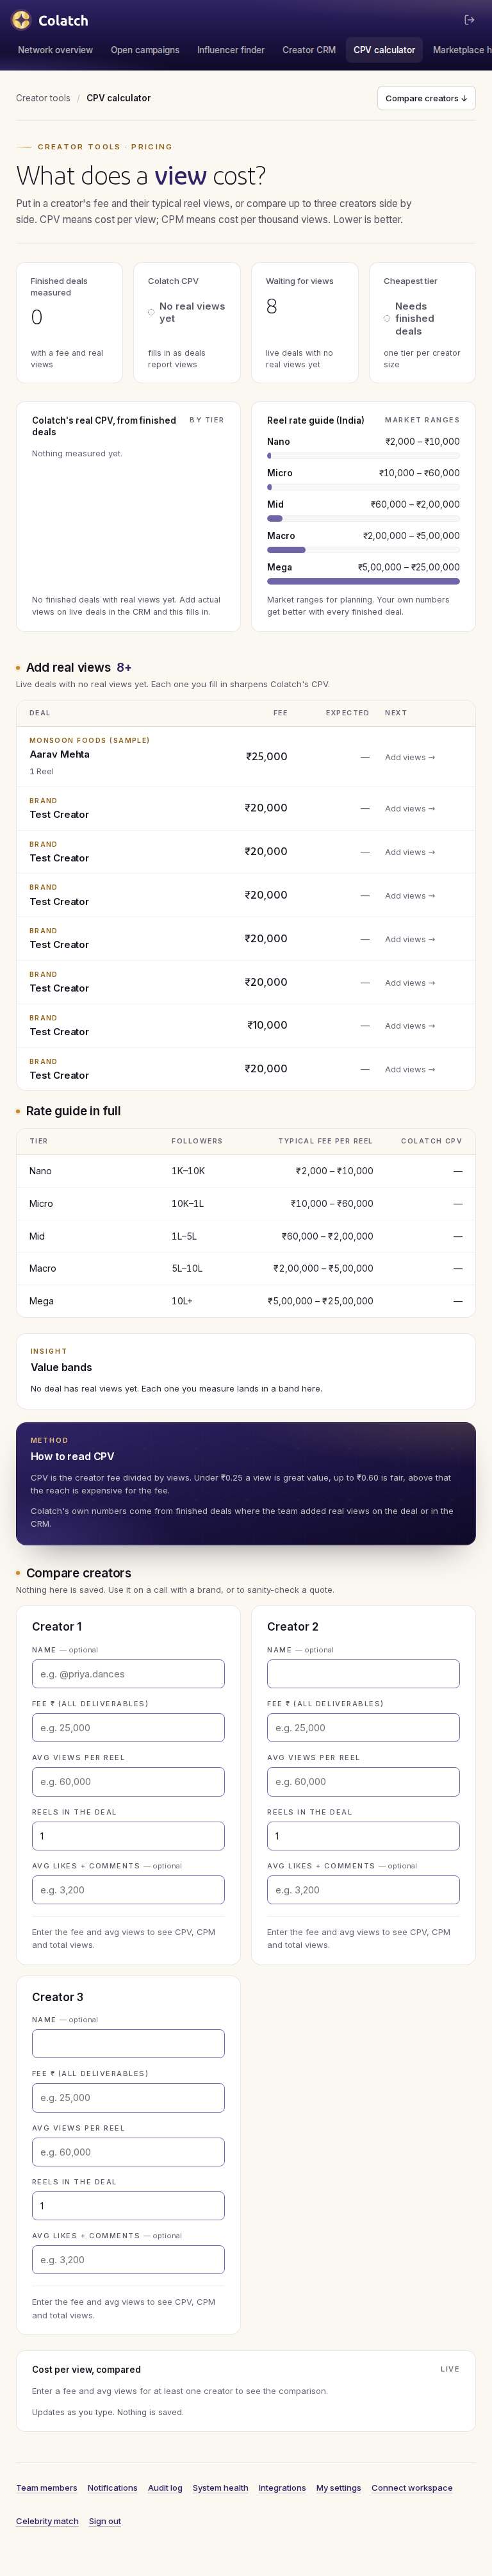 Colatch
Network overview Open campaigns Influencer finder Creator CRM CPV calculator Marketplace h
Creator tools / CPV calculator
Compare creators ↓
CREATOR TOOLS · PRICING
What does a view cost?
Put in a creator's fee and their typical reel views, or compare up to three creators side by
side. CPV means cost per view; CPM means cost per thousand views. Lower is better.
Finished deals
measured
0
with a fee and real
views
Colatch CPV
No real views
yet
fills in as deals
report views
Waiting for views
8
live deals with no
real views yet
Cheapest tier
Needs
finished
deals
one tier per creator
size
Colatch's real CPV, from finished
deals
BY TIER
Nothing measured yet.
No finished deals with real views yet. Add actual
views on live deals in the CRM and this fills in.
Reel rate guide (India) MARKET RANGES
Nano ₹2,000 – ₹10,000
Micro ₹10,000 – ₹60,000
Mid ₹60,000 – ₹2,00,000
Macro ₹2,00,000 – ₹5,00,000
Mega ₹5,00,000 – ₹25,00,000
Market ranges for planning. Your own numbers
get better with every finished deal.
Add real views 8+
Live deals with no real views yet. Each one you fill in sharpens Colatch's CPV.
DEAL FEE EXPECTED NEXT
MONSOON FOODS (SAMPLE)
Aarav Mehta ₹25,000 — Add views →
1 Reel
BRAND
Test Creator ₹20,000 — Add views →
BRAND
Test Creator ₹20,000 — Add views →
BRAND
Test Creator ₹20,000 — Add views →
BRAND
Test Creator ₹20,000 — Add views →
BRAND
Test Creator ₹20,000 — Add views →
BRAND
Test Creator ₹10,000 — Add views →
BRAND
Test Creator ₹20,000 — Add views →
Rate guide in full
TIER FOLLOWERS TYPICAL FEE PER REEL COLATCH CPV
Nano 1K–10K ₹2,000 – ₹10,000 —
Micro 10K–1L ₹10,000 – ₹60,000 —
Mid 1L–5L ₹60,000 – ₹2,00,000 —
Macro 5L–10L ₹2,00,000 – ₹5,00,000 —
Mega 10L+ ₹5,00,000 – ₹25,00,000 —
INSIGHT
Value bands
No deal has real views yet. Each one you measure lands in a band here.
METHOD
How to read CPV
CPV is the creator fee divided by views. Under ₹0.25 a view is great value, up to ₹0.60 is fair, above that
the reach is expensive for the fee.
Colatch's own numbers come from finished deals where the team added real views on the deal or in the
CRM.
Compare creators
Nothing here is saved. Use it on a call with a brand, or to sanity-check a quote.
Creator 1
NAME — optional
e.g. @priya.dances
FEE ₹ (ALL DELIVERABLES)
e.g. 25,000
AVG VIEWS PER REEL
e.g. 60,000
REELS IN THE DEAL
1
AVG LIKES + COMMENTS — optional
e.g. 3,200
Enter the fee and avg views to see CPV, CPM
and total views.
Creator 2
NAME — optional
FEE ₹ (ALL DELIVERABLES)
e.g. 25,000
AVG VIEWS PER REEL
e.g. 60,000
REELS IN THE DEAL
1
AVG LIKES + COMMENTS — optional
e.g. 3,200
Enter the fee and avg views to see CPV, CPM
and total views.
Creator 3
NAME — optional
FEE ₹ (ALL DELIVERABLES)
e.g. 25,000
AVG VIEWS PER REEL
e.g. 60,000
REELS IN THE DEAL
1
AVG LIKES + COMMENTS — optional
e.g. 3,200
Enter the fee and avg views to see CPV, CPM
and total views.
Cost per view, compared LIVE
Enter a fee and avg views for at least one creator to see the comparison.
Updates as you type. Nothing is saved.
Team members Notifications Audit log System health Integrations My settings Connect workspace
Celebrity match Sign out